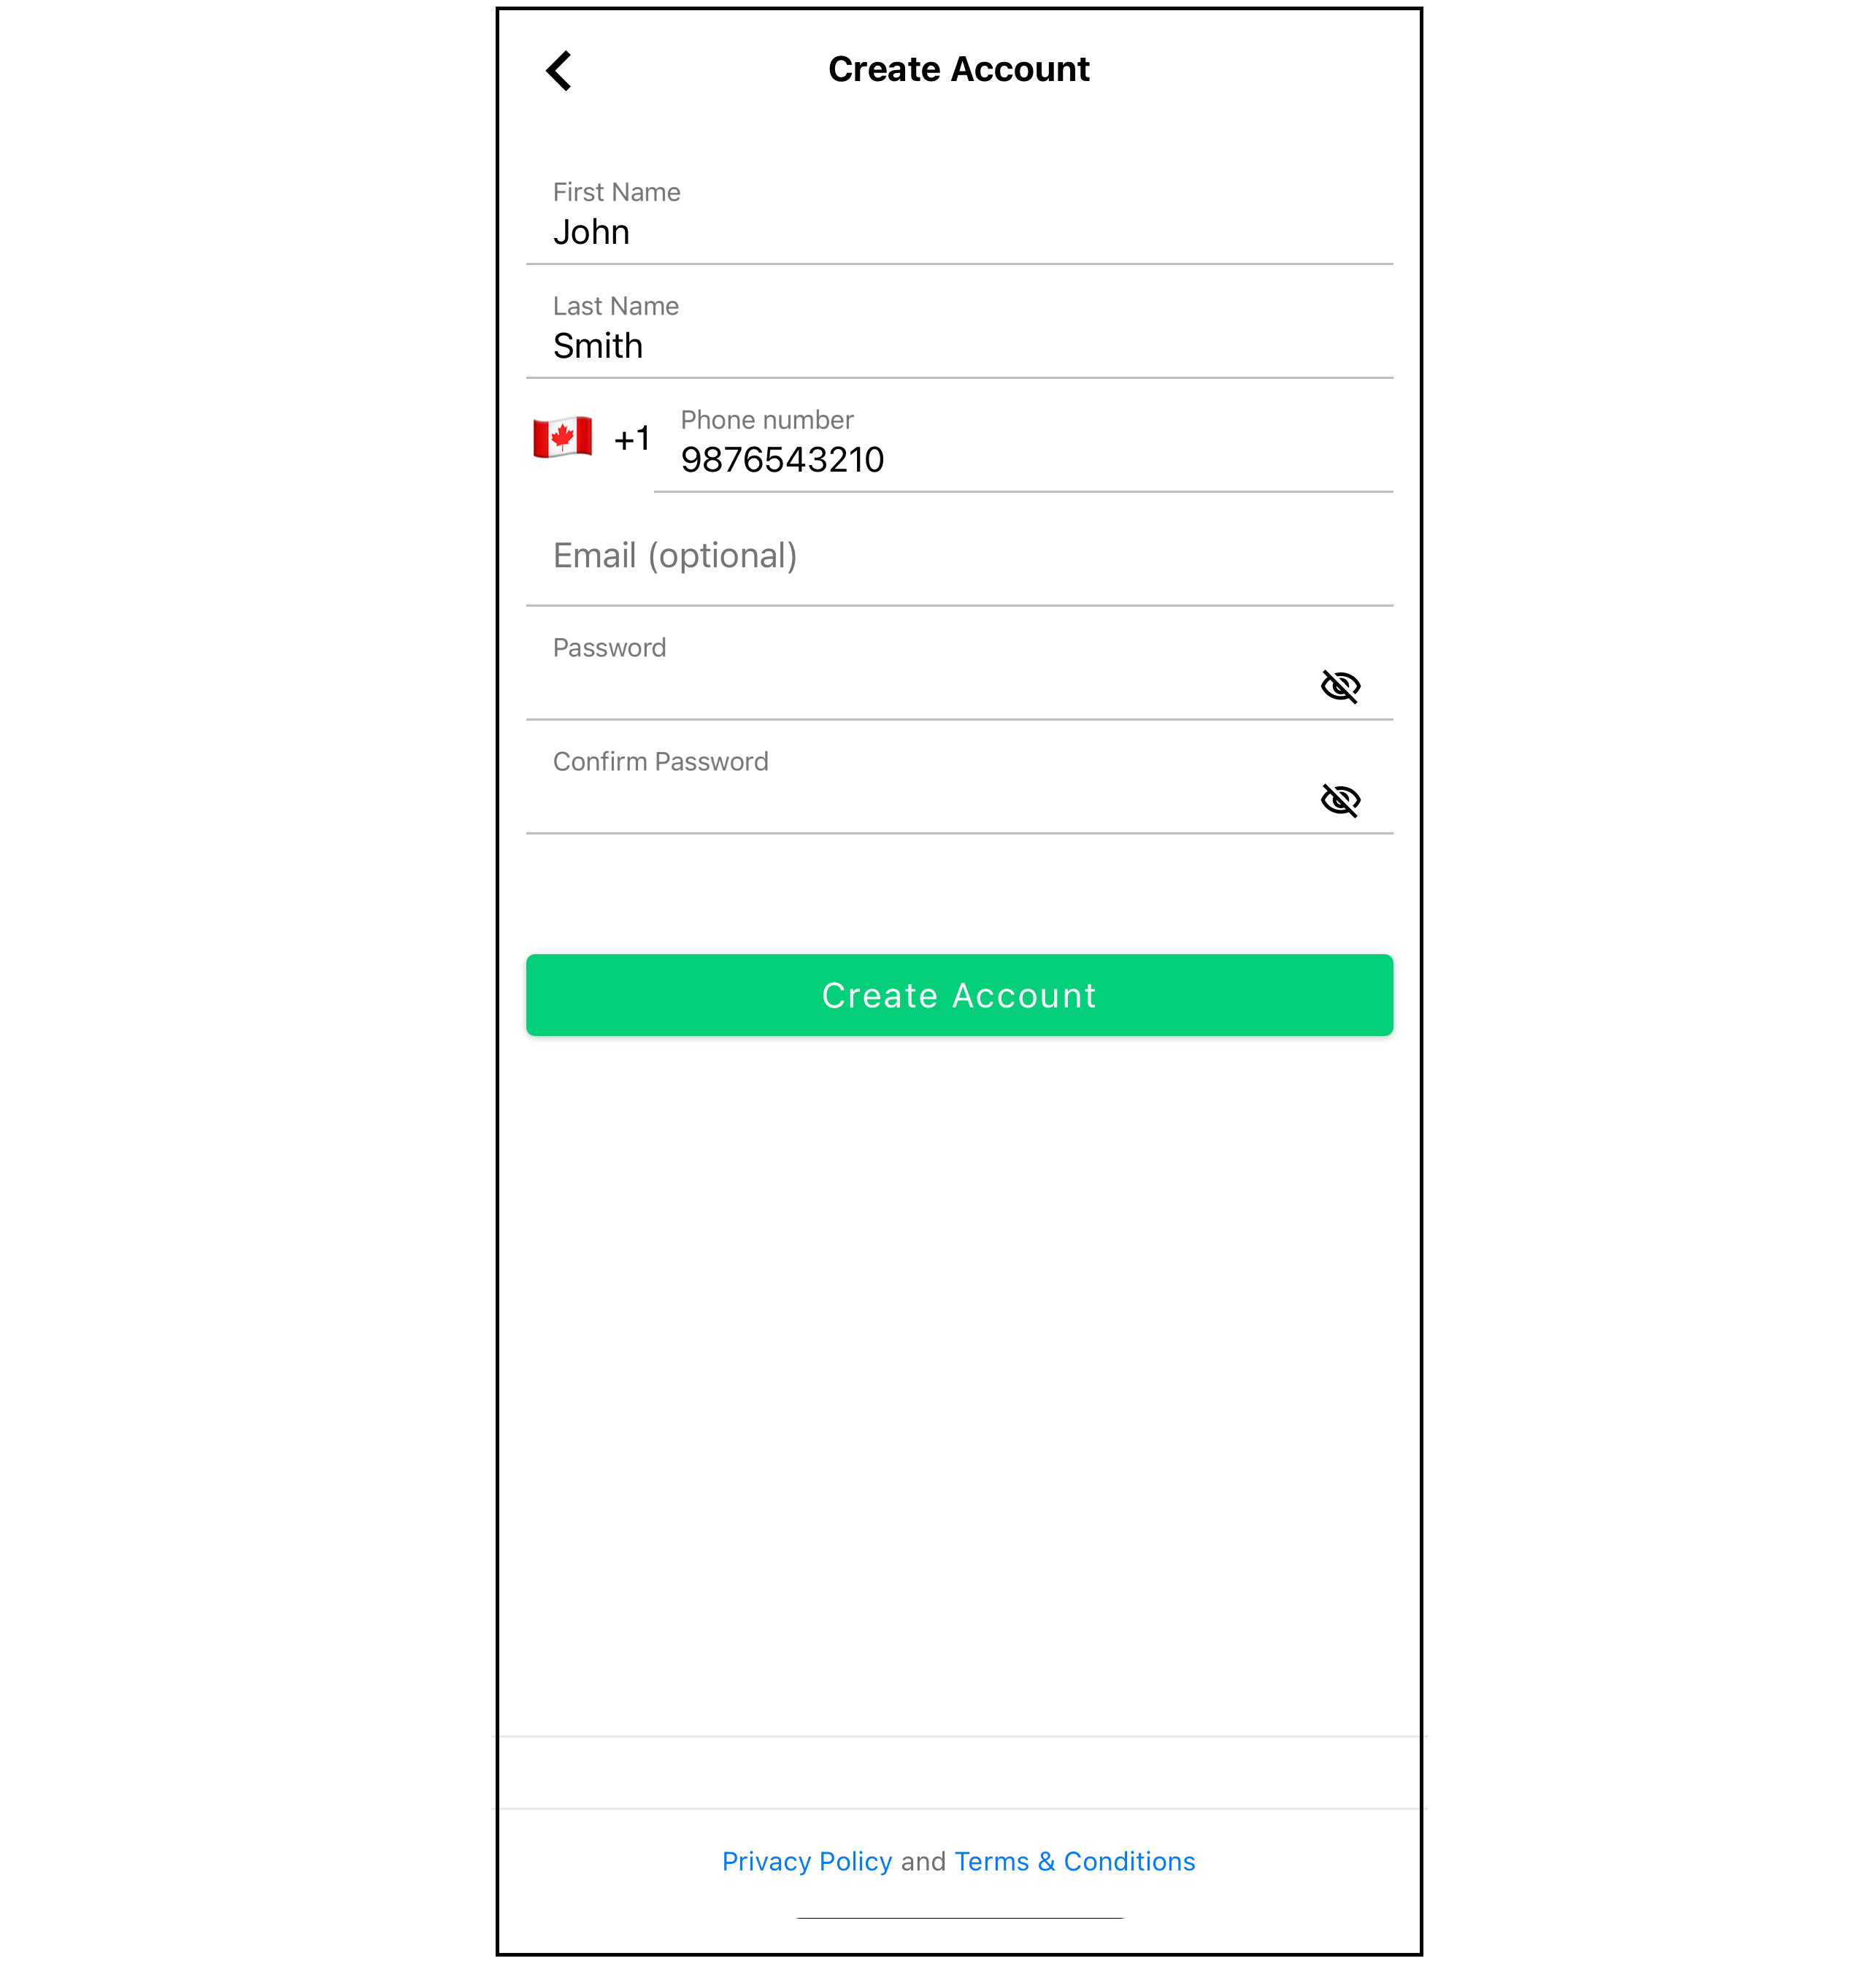 Create Account
First Name
John
Last Name
Smith
+1
Phone number
9876543210
Email (optional)
Password
Confirm Password
Create Account
Privacy Policy and Terms & Conditions